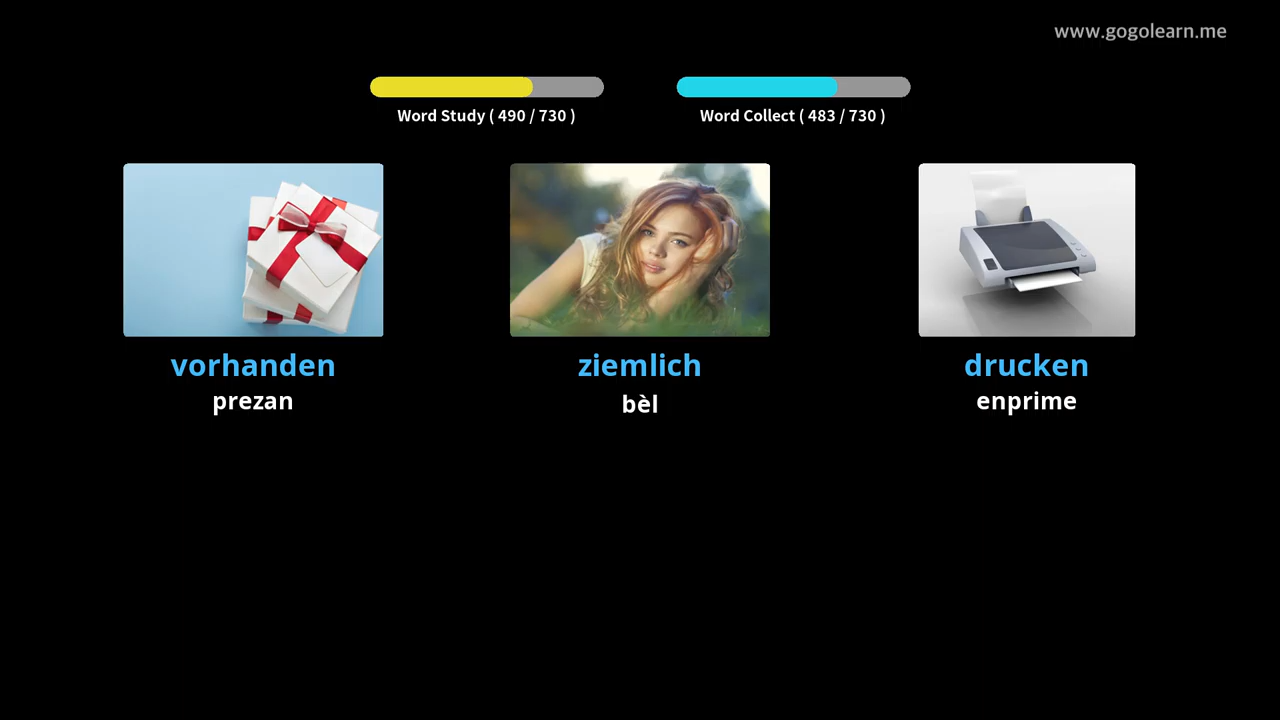 www.gogolearn.me
Word Study ( 490 / 730 )
Word Collect ( 483 / 730 )
vorhanden
prezan
ziemlich
bèl
drucken
enprime